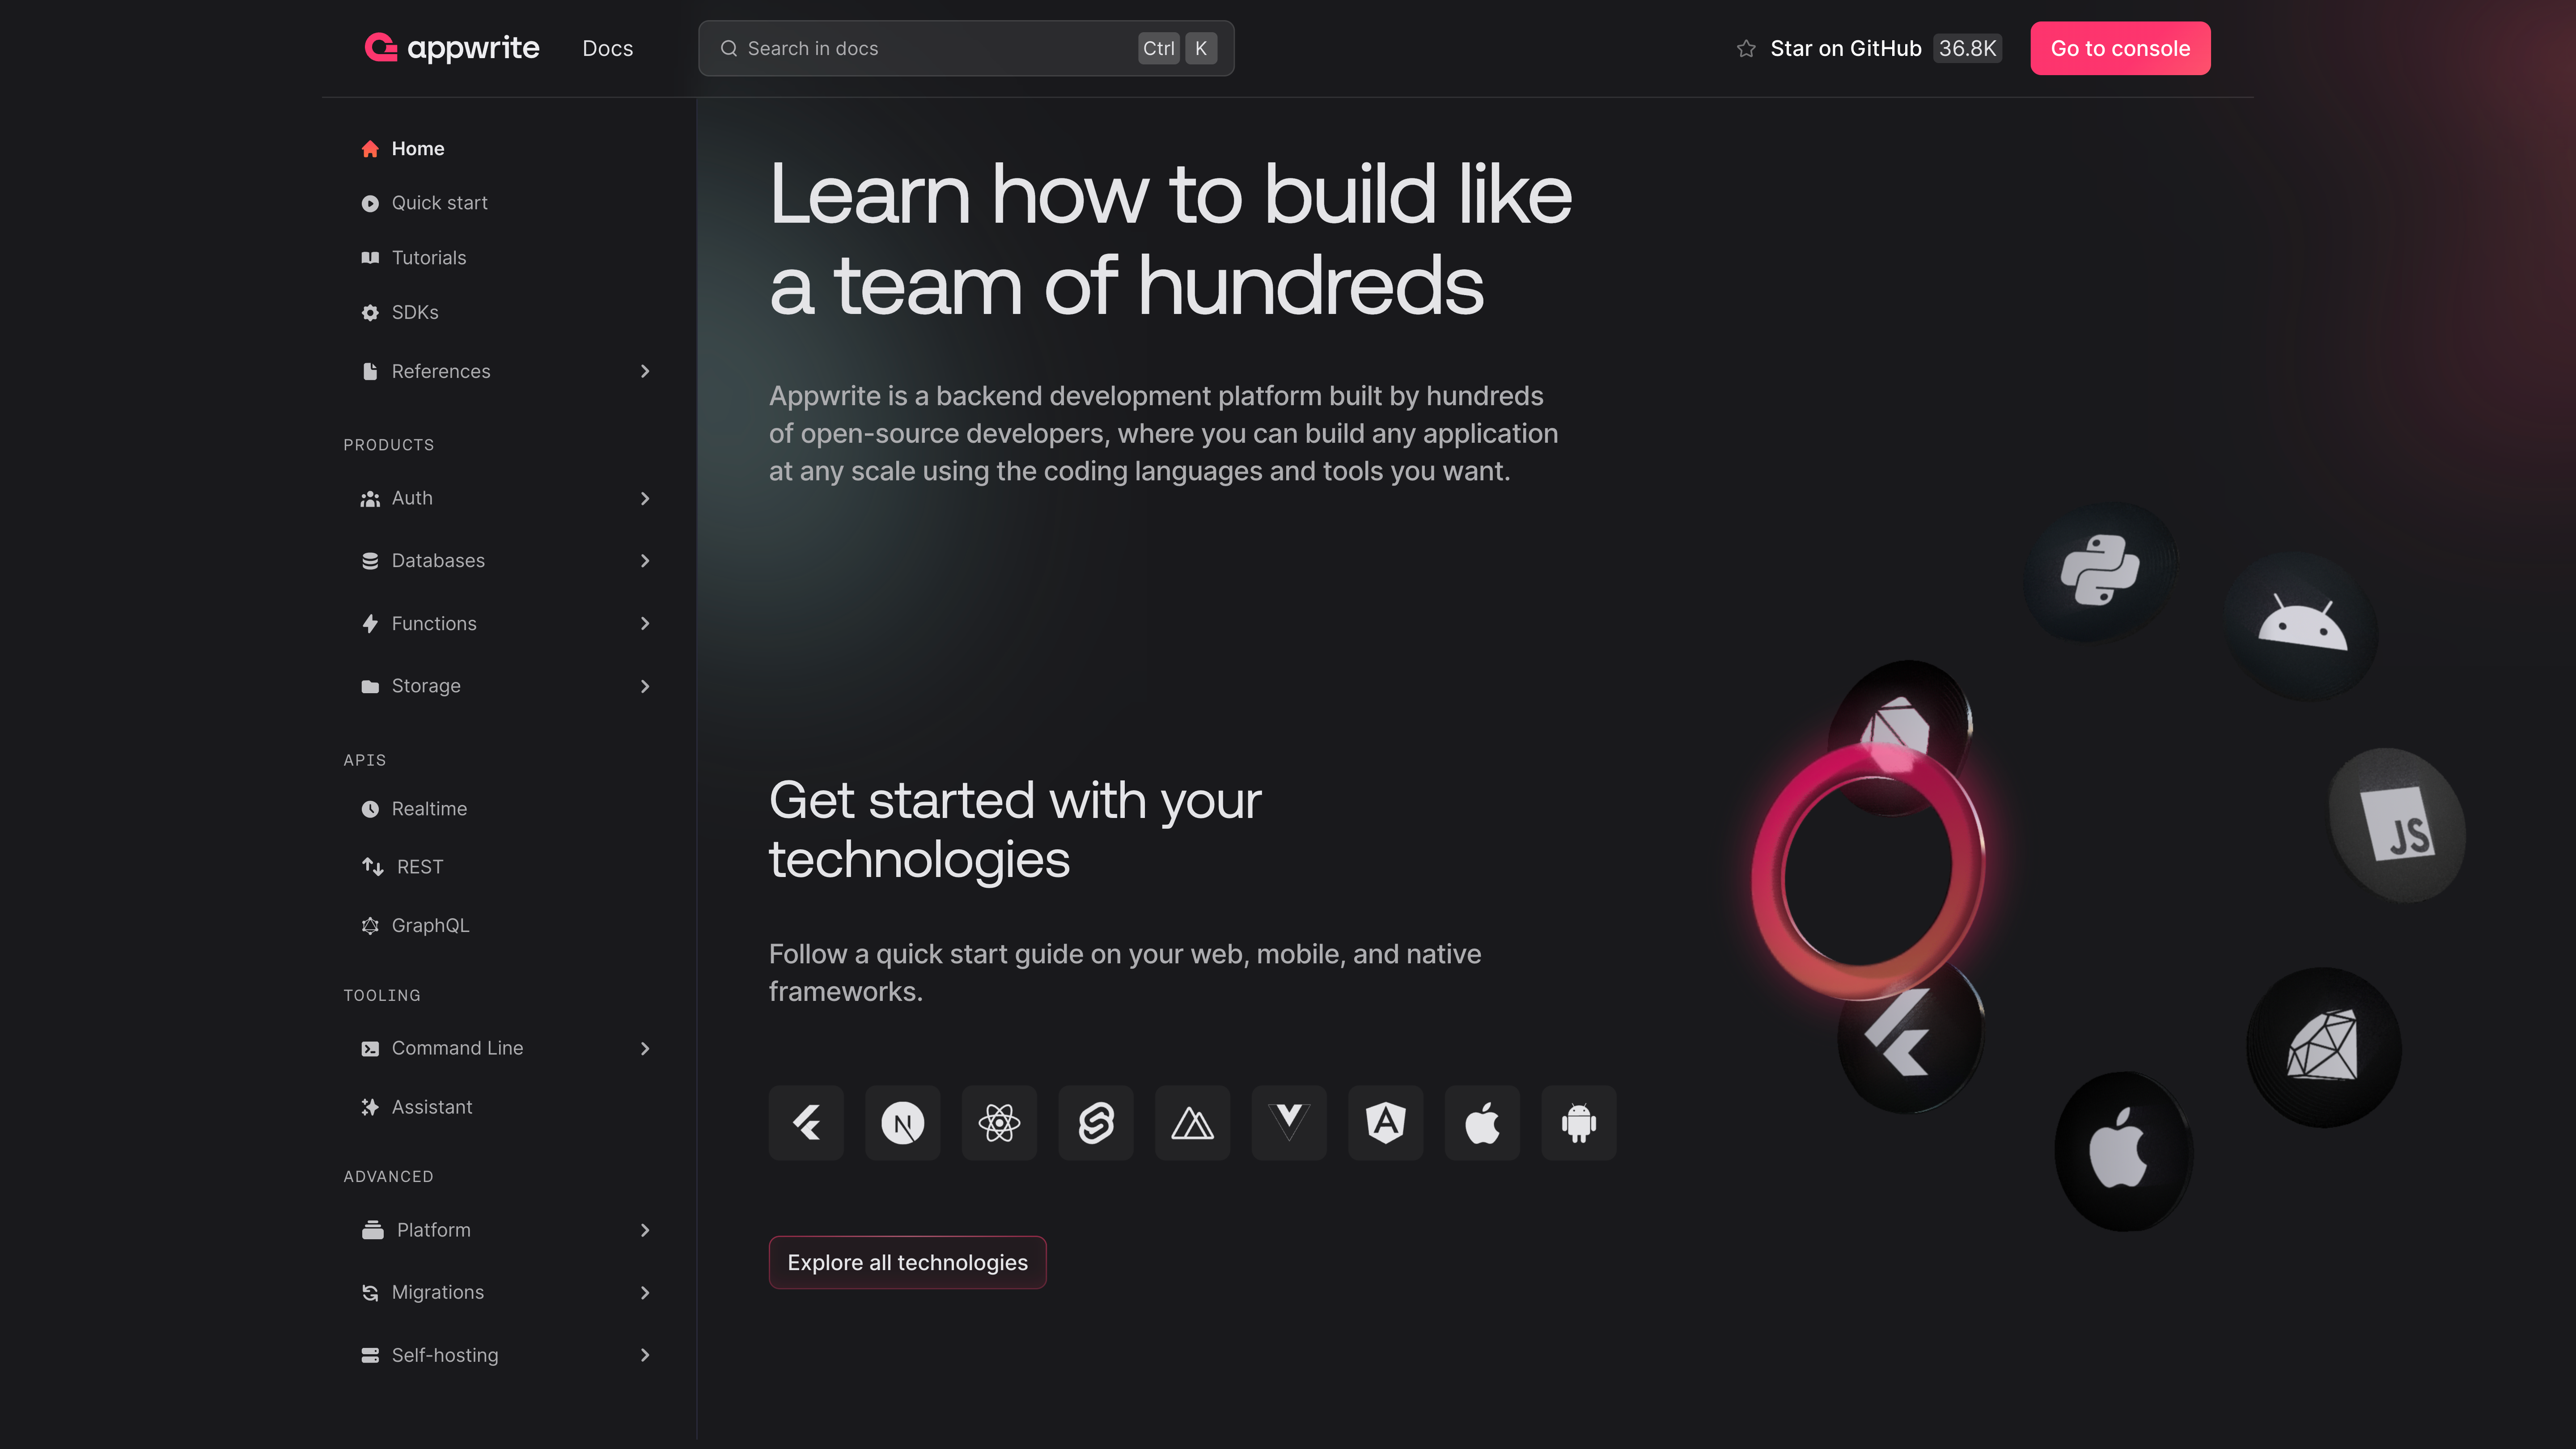 appwrite
Docs
Search in docs
Ctrl K
Star on GitHub 36.8K
Go to console
Home
Quick start
Tutorials
SDKs
References
PRODUCTS
Auth
Databases
Functions
Storage
APIS
Realtime
REST
GraphQL
TOOLING
Command Line
Assistant
ADVANCED
Platform
Migrations
Self-hosting
Learn how to build like
a team of hundreds
Appwrite is a backend development platform built by hundreds
of open-source developers, where you can build any application
at any scale using the coding languages and tools you want.
Get started with your
technologies
Follow a quick start guide on your web, mobile, and native
frameworks.
N
A
Explore all technologies
JS